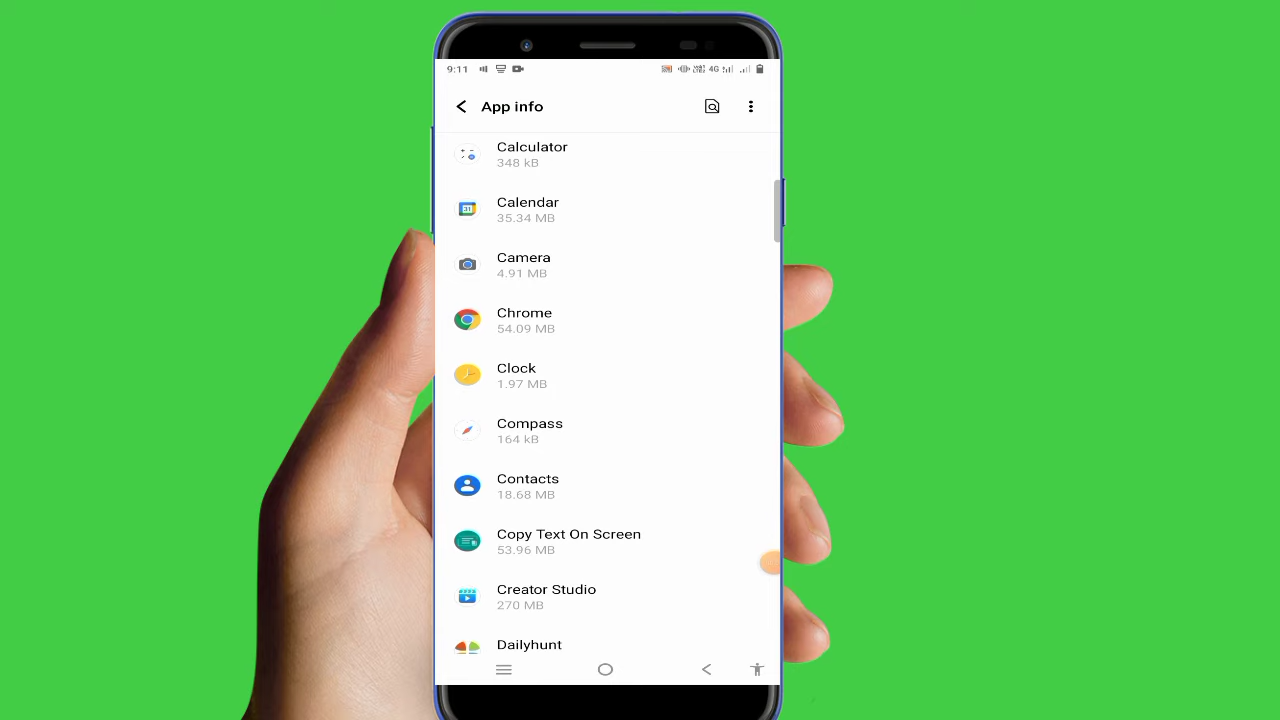 9:11
4G
App info
Calculator
348 kB
Calendar
35.34 MB
Camera
4.91 MB
Chrome
54.09 MB
Clock
1.97 MB
Compass
164 kB
Contacts
18.68 MB
Copy Text On Screen
53.96 MB
Creator Studio
270 MB
Dailyhunt